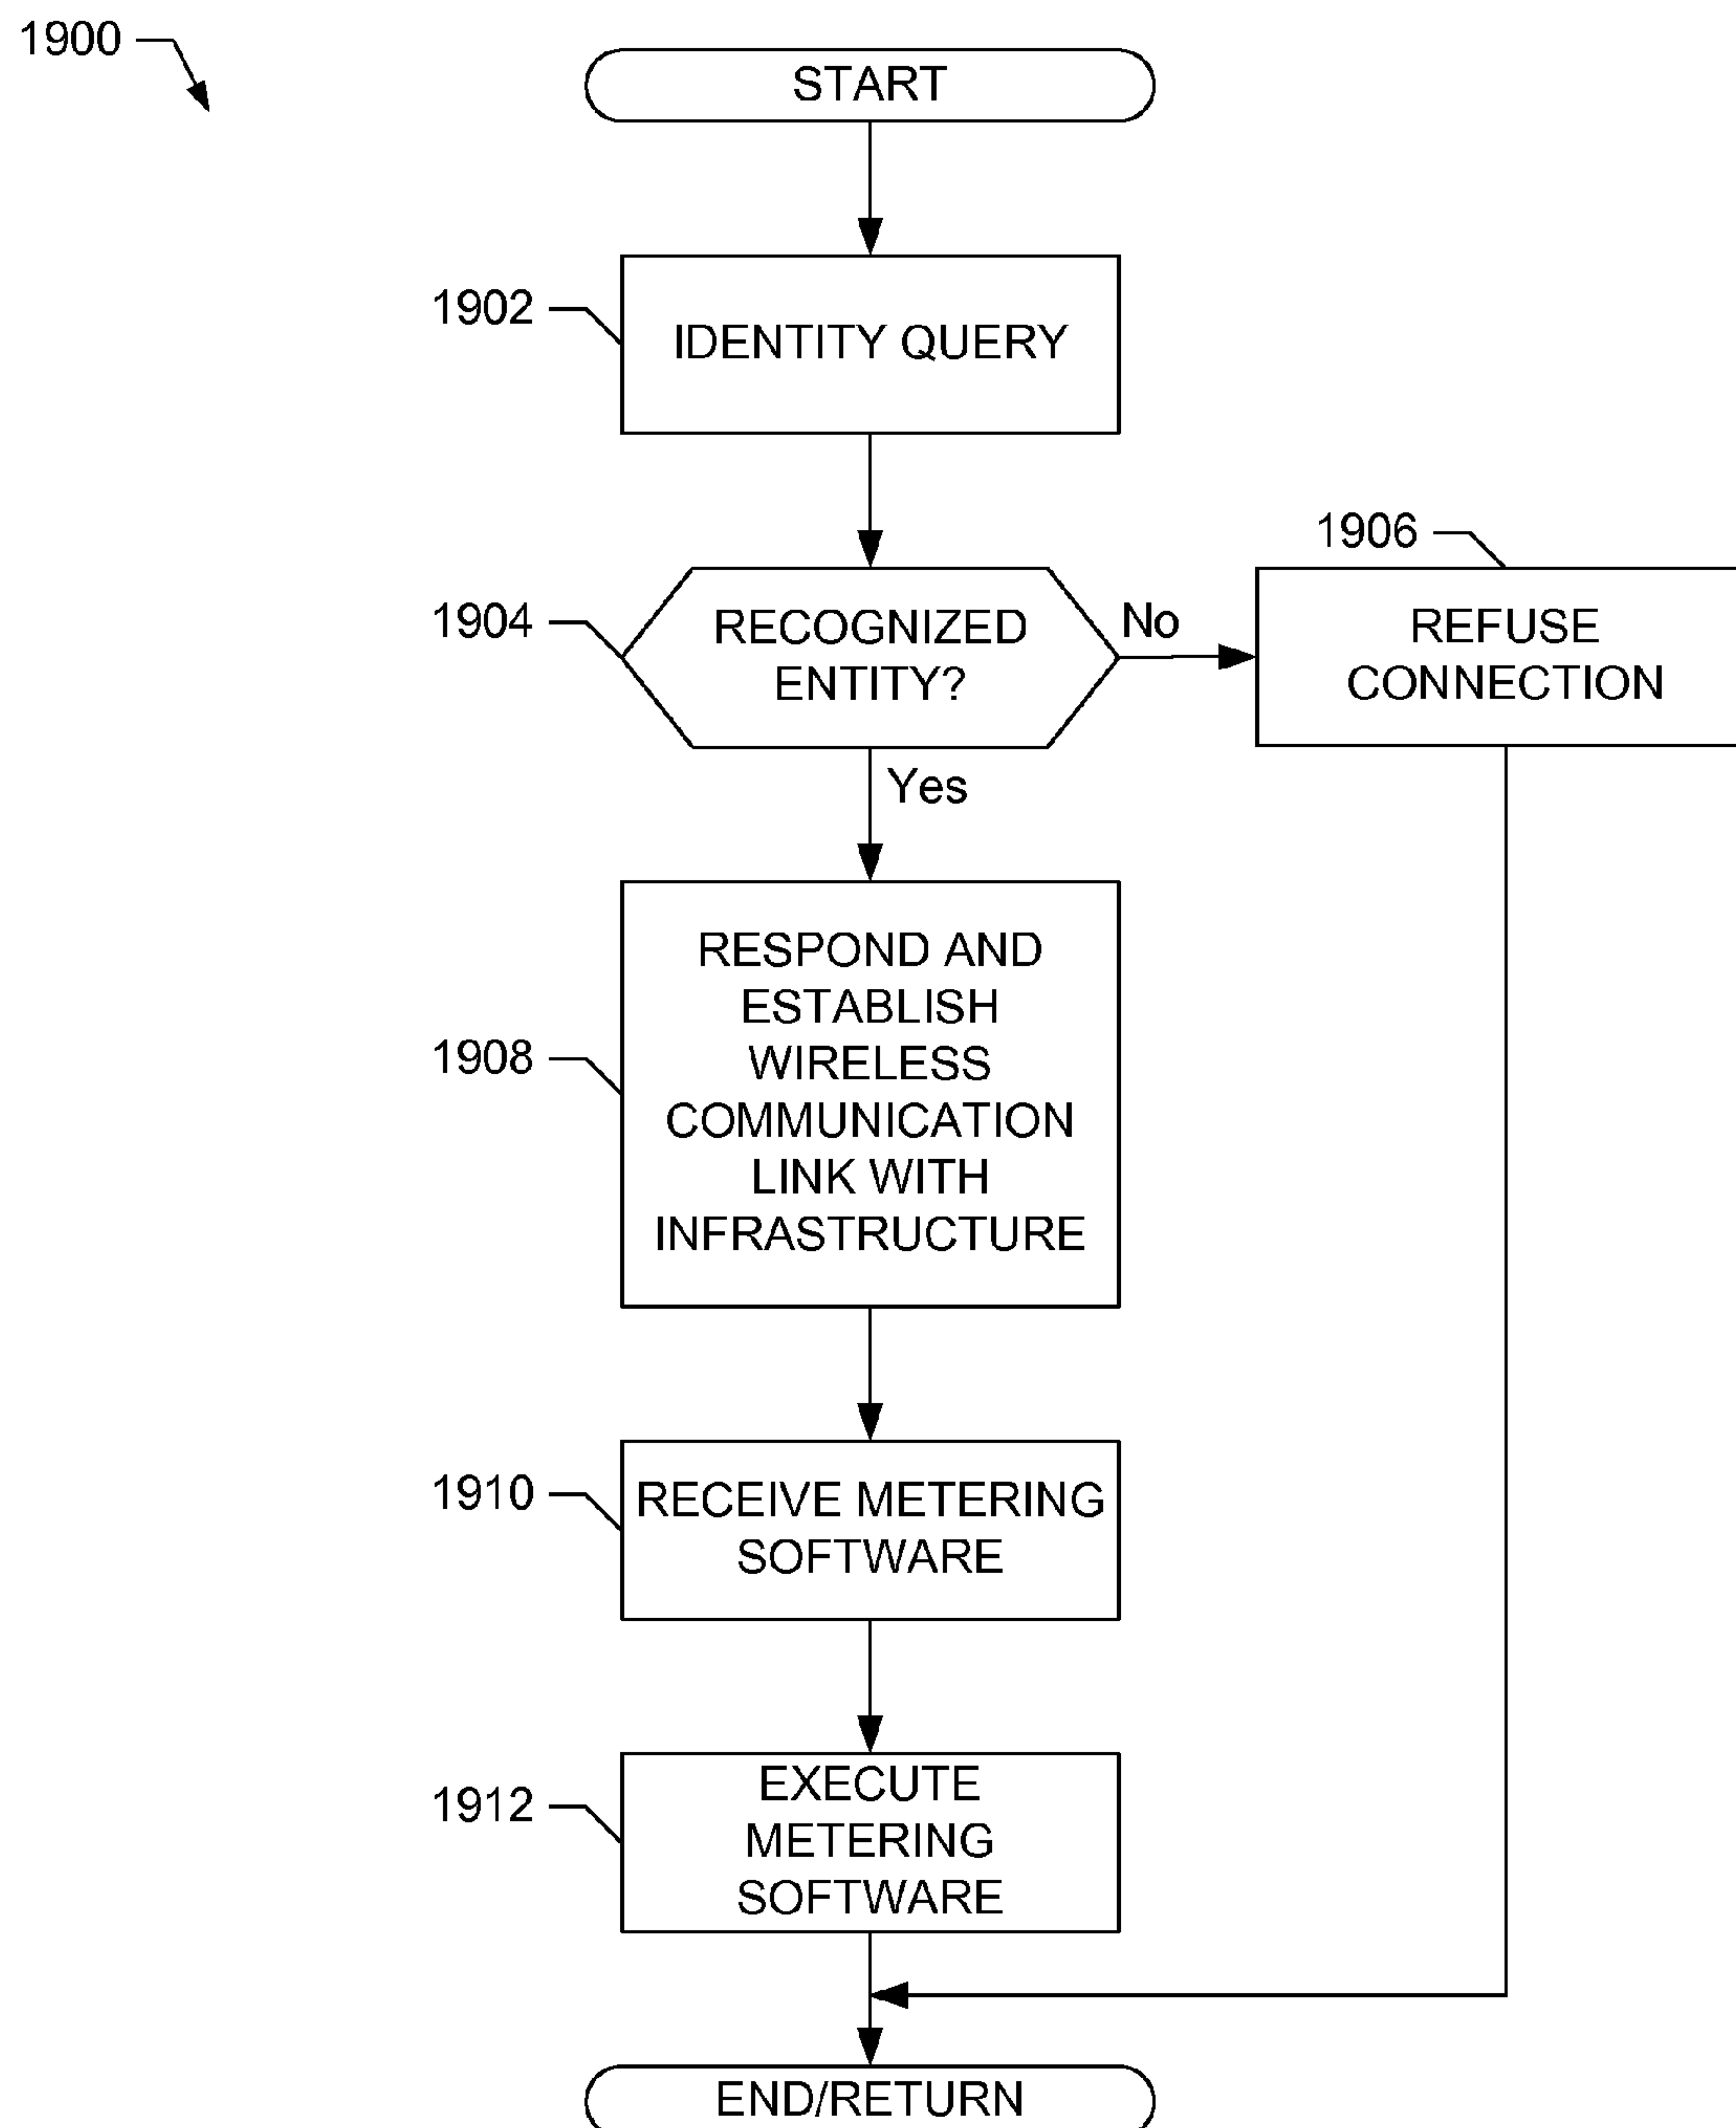 1900
START
1902
IDENTITY QUERY
1904
RECOGNIZED
ENTITY?
No
1906
REFUSE
CONNECTION
Yes
1908
RESPOND AND
ESTABLISH
WIRELESS
COMMUNICATION
LINK WITH
INFRASTRUCTURE
1910
RECEIVE METERING
SOFTWARE
1912
EXECUTE
METERING
SOFTWARE
END/RETURN